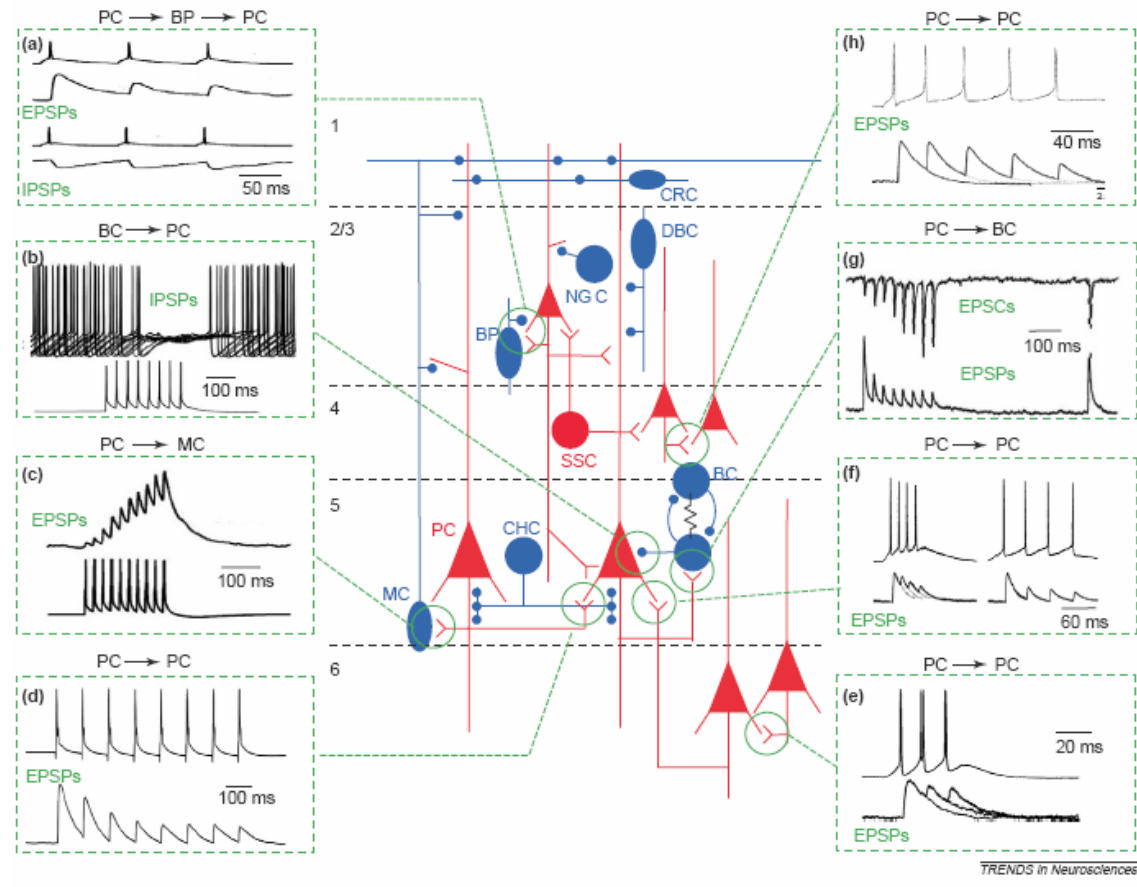 PC → BP → PC
(a)
EPSPs
IPSPs
50 ms
BC → PC
(b)
IPSPs
100 ms
PC → MC
(c)
EPSPs
100 ms
PC → PC
(d)
EPSPs
100 ms
1
CRC
2/3
DBC
NG C
BP
4
SSC
BC
5
PC
CHC
MC
6
PC → PC
(h)
EPSPs
40 ms
2
PC → BC
(g)
EPSCs
100 ms
EPSPs
PC → PC
(f)
EPSPs
60 ms
PC → PC
(e)
20 ms
EPSPs
TRENDS in Neurosciences